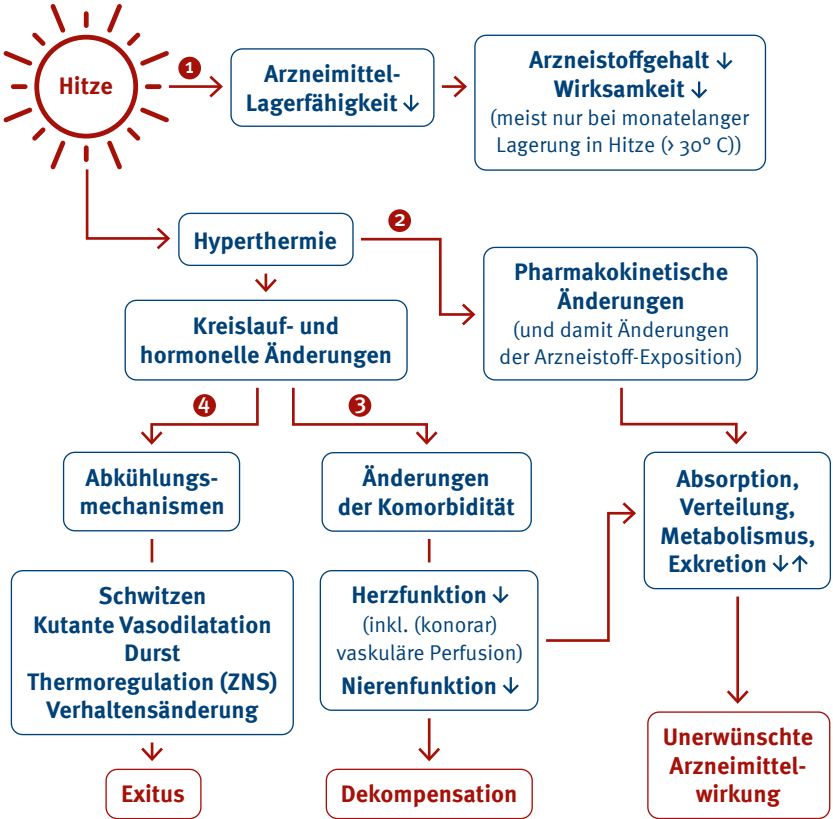 Hitze
1
Arzneimittel-
Lagerfähigkeit ↓
Arzneistoffgehalt ↓
Wirksamkeit ↓
(meist nur bei monatelanger
Lagerung in Hitze (> 30° C))
Hyperthermie
2
Pharmakokinetische
Änderungen
(und damit Änderungen
der Arzneistoff-Exposition)
Kreislauf- und
hormonelle Änderungen
4
3
Abkühlungs-
mechanismen
Änderungen
der Komorbidität
Absorption,
Verteilung,
Metabolismus,
Exkretion ↓↑
Schwitzen
Kutante Vasodilatation
Durst
Thermoregulation (ZNS)
Verhaltensänderung
Herzfunktion ↓
(inkl. (konorar)
vaskuläre Perfusion)
Nierenfunktion ↓
Exitus
Dekompensation
Unerwünschte
Arzneimittel-
wirkung